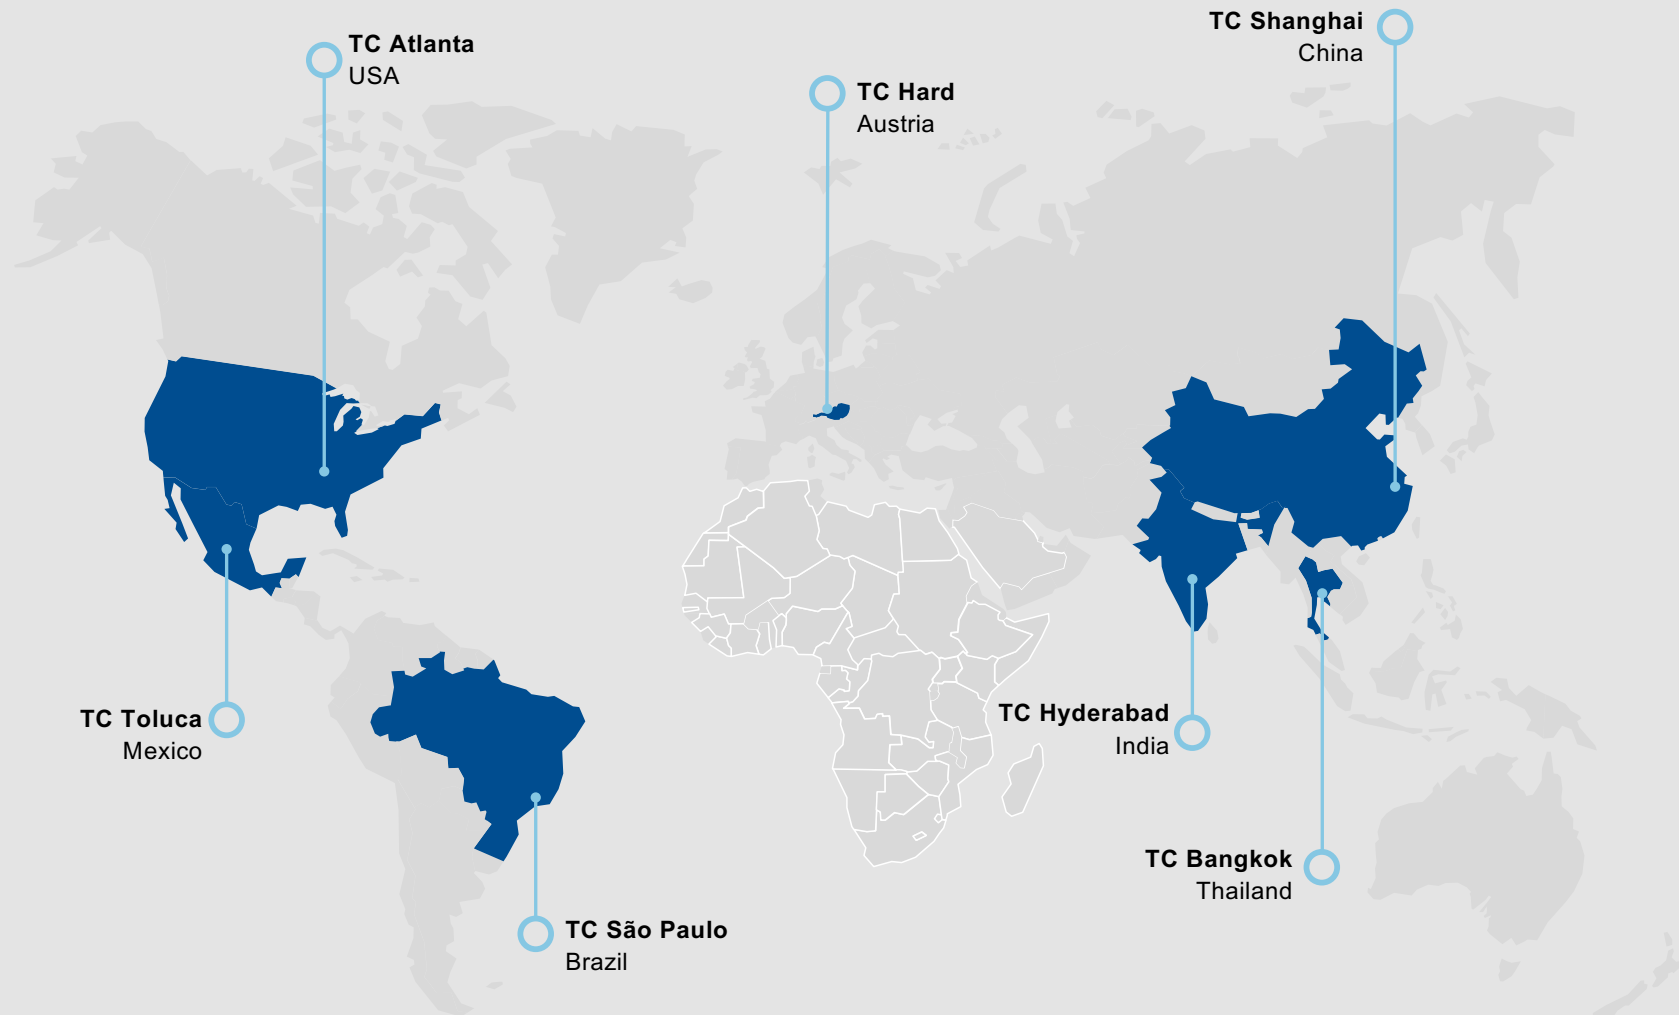 TC Shanghai
China
TC Atlanta
USA
TC Hard
Austria
TC Toluca
Mexico
TC Hyderabad
India
TC Bangkok
Thailand
TC São Paulo
Brazil